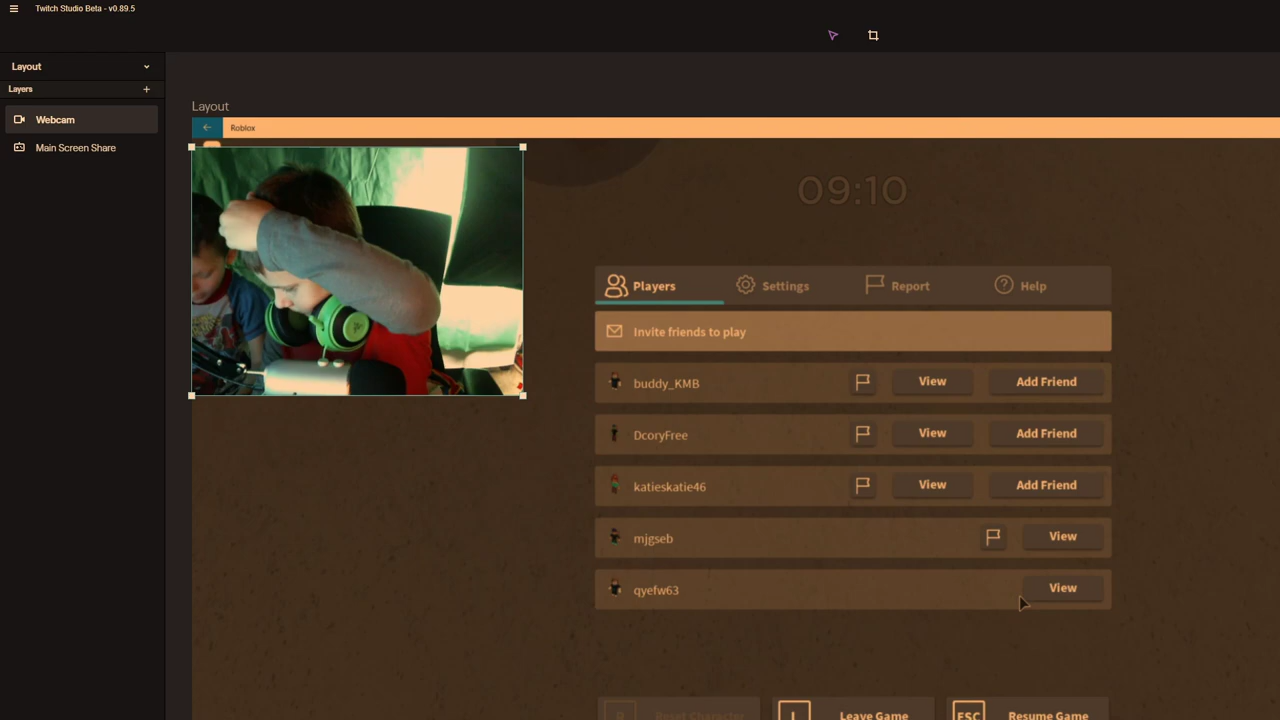 Twitch Studio Beta - v0.89.5
Layout
Layers
Webcam
Main Screen Share
Layout
Roblox
09:10
Players Settings Report Help
Invite friends to play
buddy_KMB View Add Friend
DcoryFree View Add Friend
katieskatie46 View Add Friend
mjgseb View
qyefw63 View
R Reset Character L Leave Game ESC Resume Game